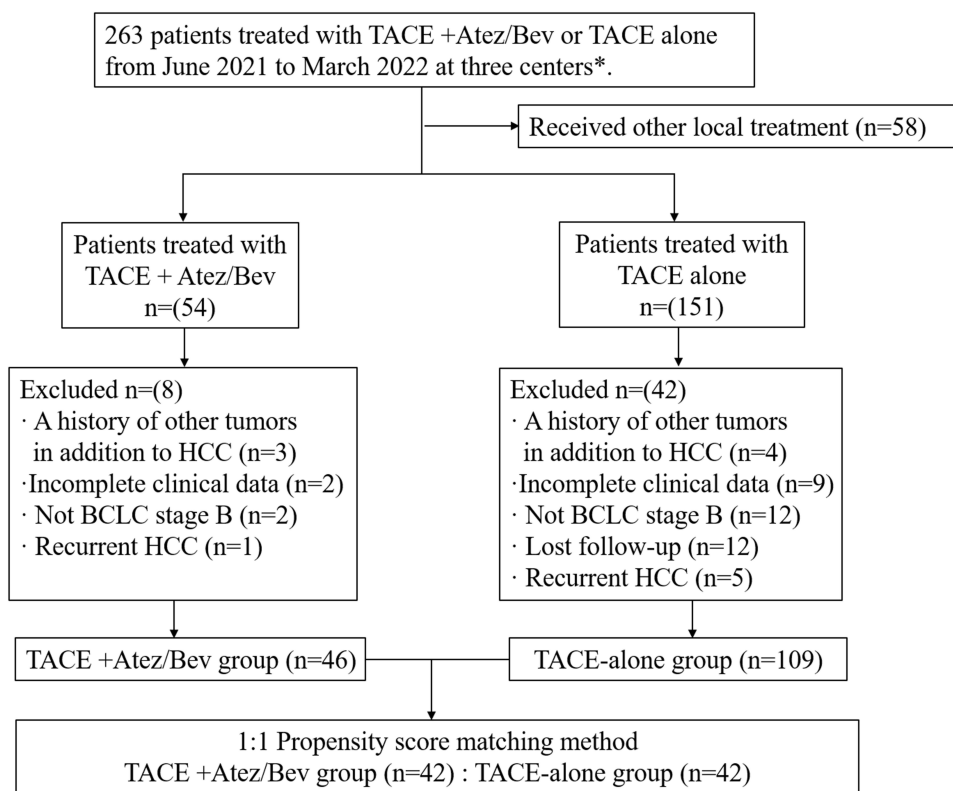 263 patients treated with TACE +Atez/Bev or TACE alone
from June 2021 to March 2022 at three centers*.
Received other local treatment (n=58)
Patients treated with
TACE + Atez/Bev
n=(54)
Patients treated with
TACE alone
n=(151)
Excluded n=(8)
· A history of other tumors
in addition to HCC (n=3)
·Incomplete clinical data (n=2)
· Not BCLC stage B (n=2)
· Recurrent HCC (n=1)
Excluded n=(42)
· A history of other tumors
in addition to HCC (n=4)
·Incomplete clinical data (n=9)
· Not BCLC stage B (n=12)
· Lost follow-up (n=12)
· Recurrent HCC (n=5)
TACE +Atez/Bev group (n=46)
TACE-alone group (n=109)
1:1 Propensity score matching method
TACE +Atez/Bev group (n=42) : TACE-alone group (n=42)